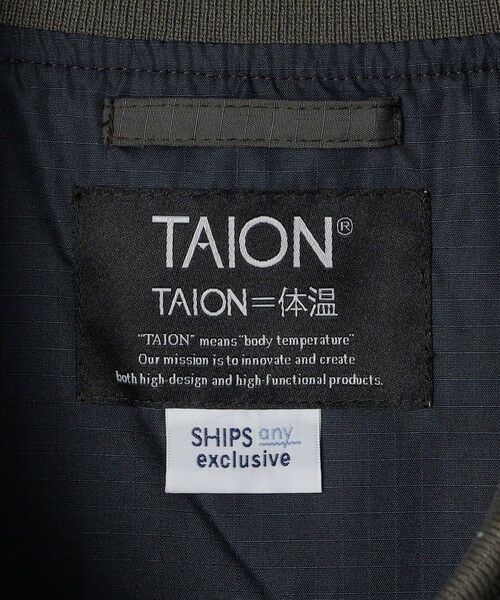 TAION®
TAION=体温
"TAION" means "body temperature"
Our mission is to innovate and create
both high-design and high-functional products.
SHIPS any
exclusive